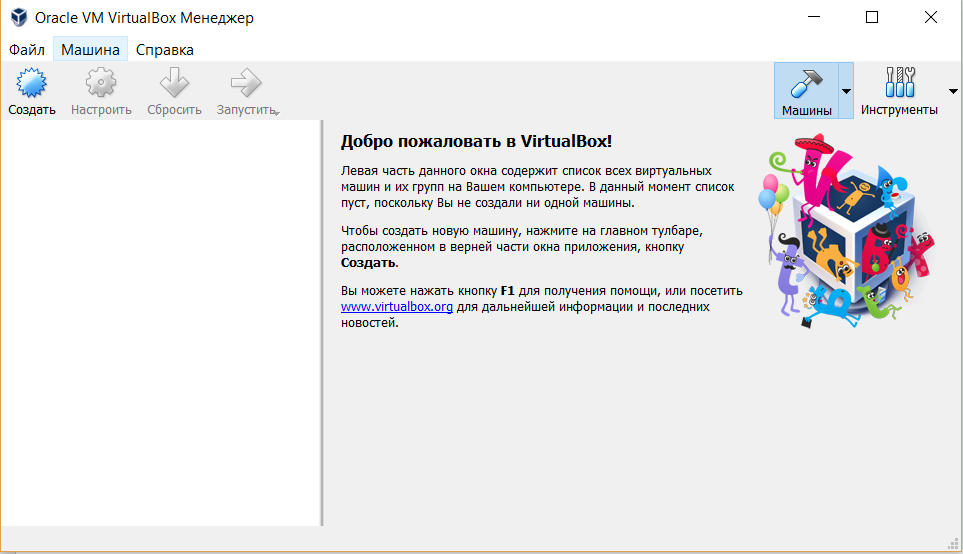 Oracle VM VirtualBox Менеджер
Файл Машина Справка
Создать Настроить Сбросить Запустить Машины Инструменты
Добро пожаловать в VirtualBox!
Левая часть данного окна содержит список всех виртуальных
машин и их групп на Вашем компьютере. В данный момент список
пуст, поскольку Вы не создали ни одной машины.
Чтобы создать новую машину, нажмите на главном тулбаре,
расположенном в верхней части окна приложения, кнопку
Создать.
Вы можете нажать кнопку F1 для получения помощи, или посетить
www.virtualbox.org для дальнейшей информации и последних
новостей.